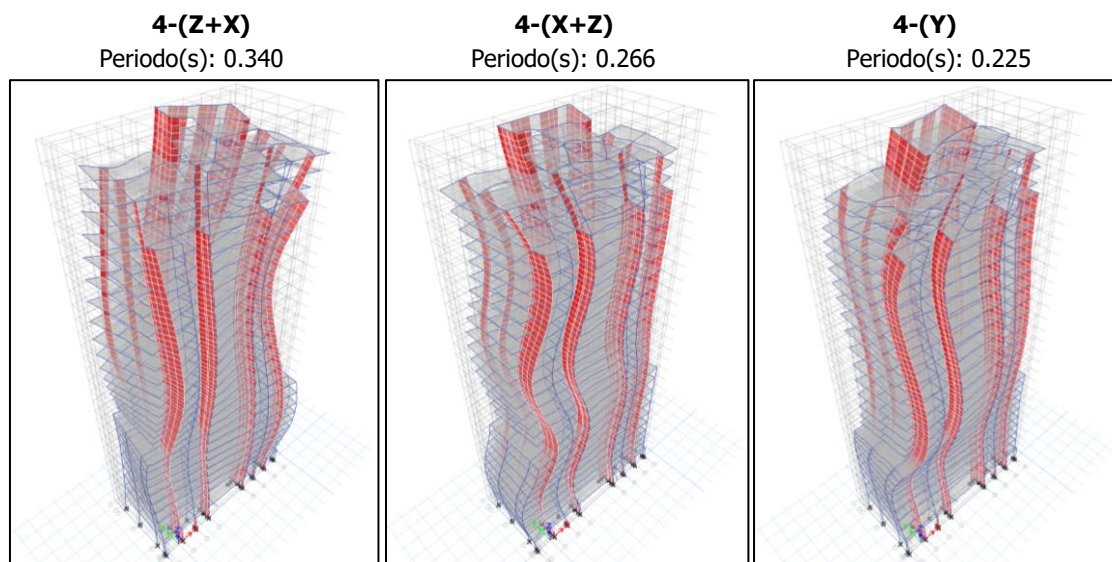 4-(Z+X)
Periodo(s): 0.340
4-(X+Z)
Periodo(s): 0.266
4-(Y)
Periodo(s): 0.225